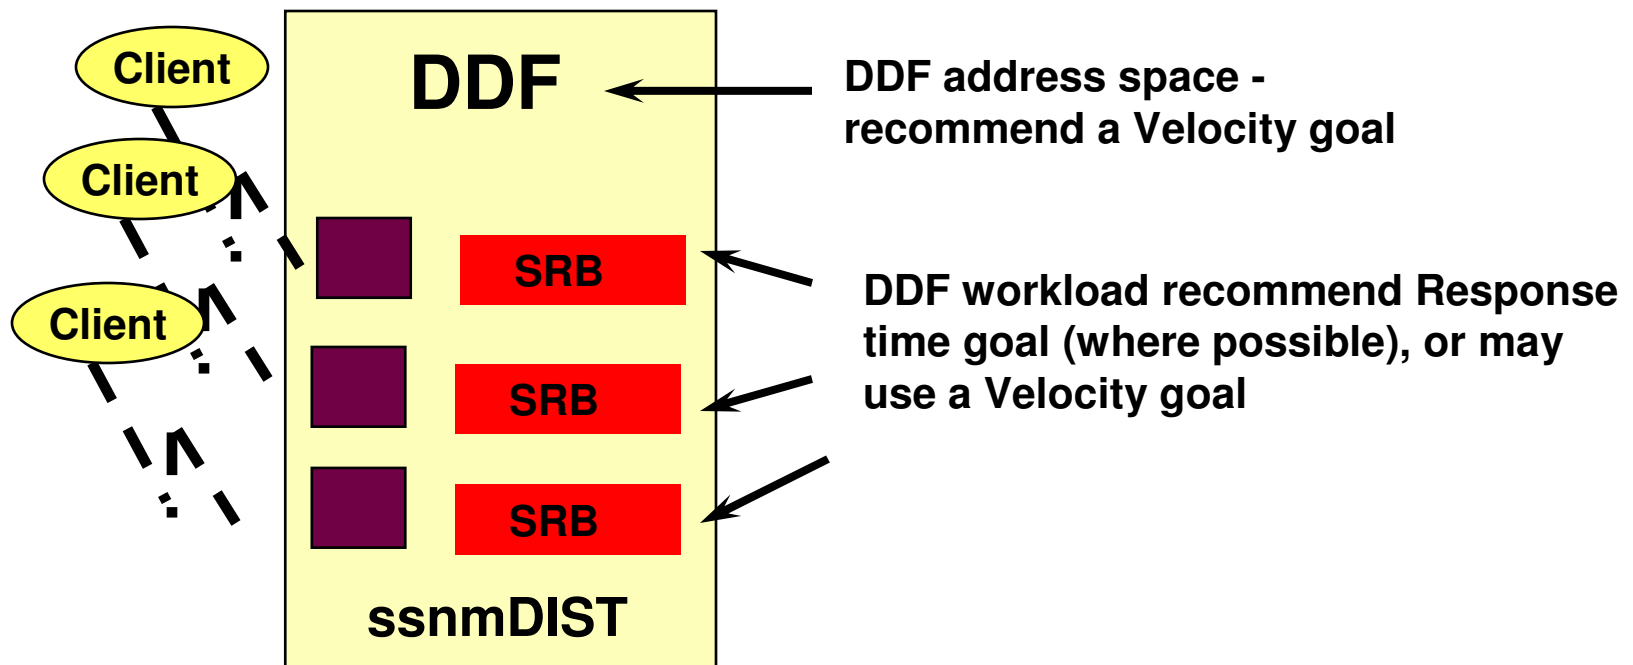 Client
Client
Client
DDF
SRB
SRB
SRB
ssnmDIST
DDF address space -
recommend a Velocity goal
DDF workload recommend Response
time goal (where possible), or may
use a Velocity goal